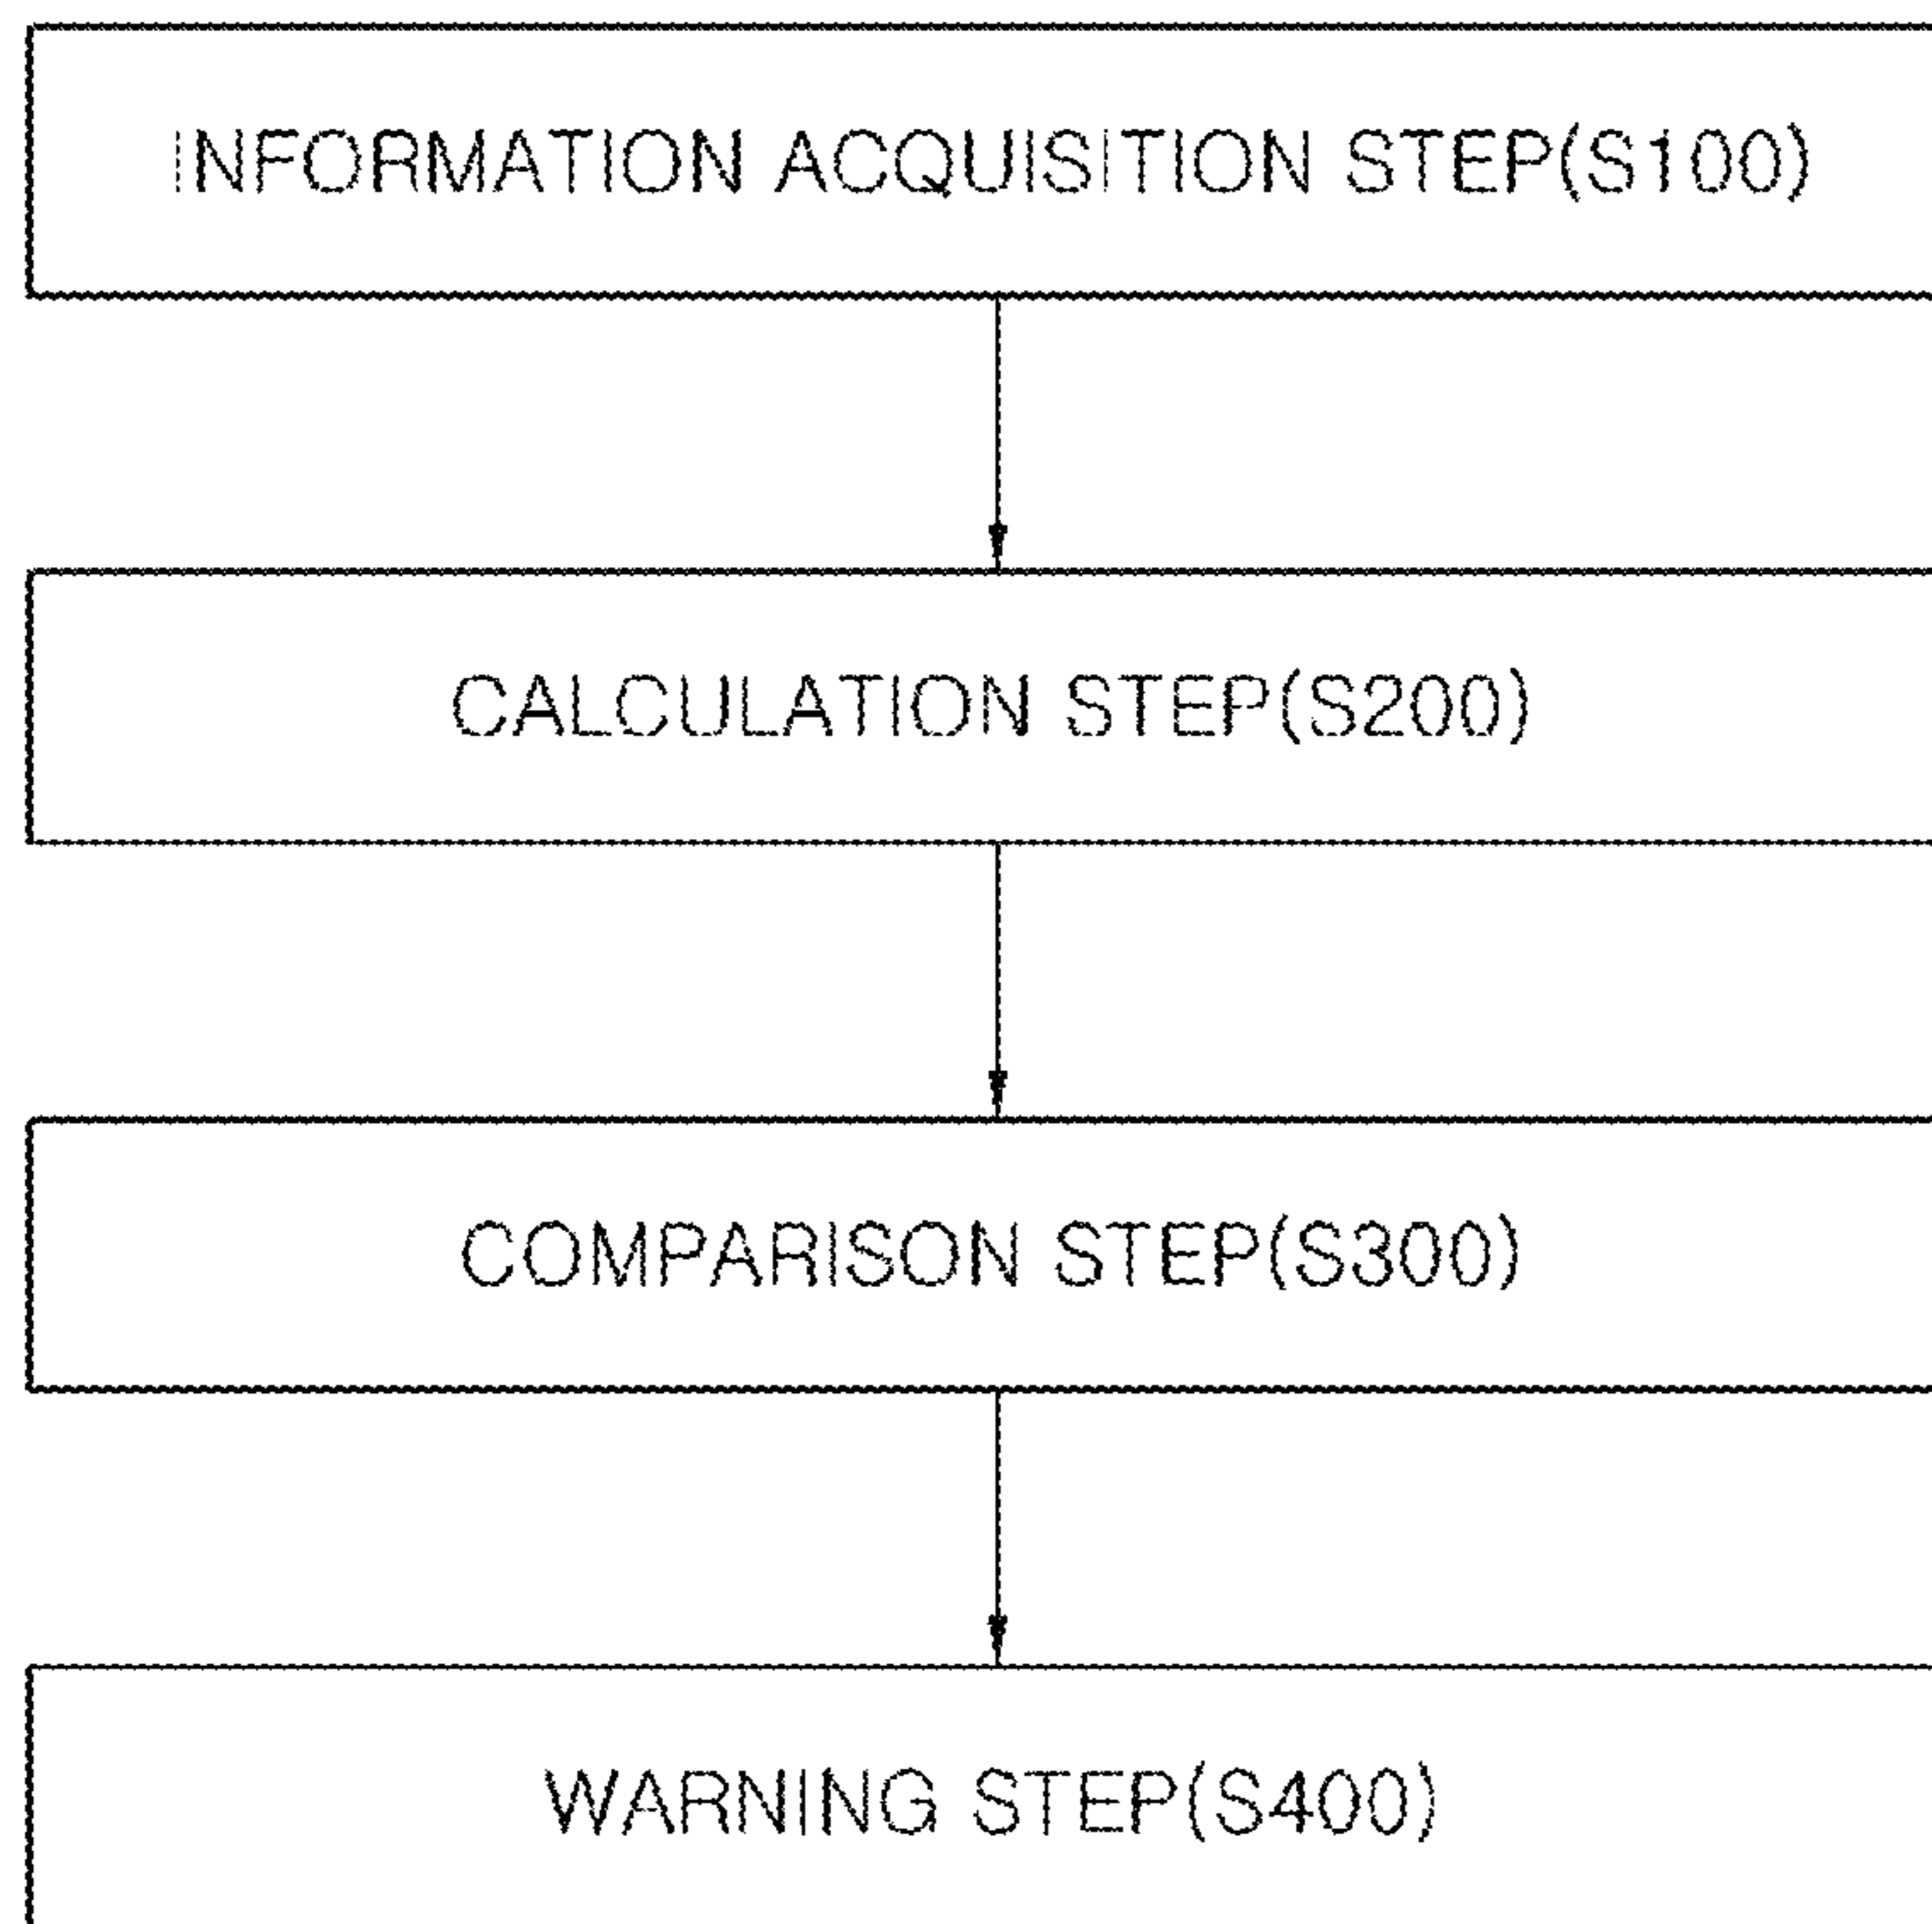 INFORMATION ACQUISITION STEP(S100)
CALCULATION STEP(S200)
COMPARISON STEP(S300)
WARNING STEP(S400)